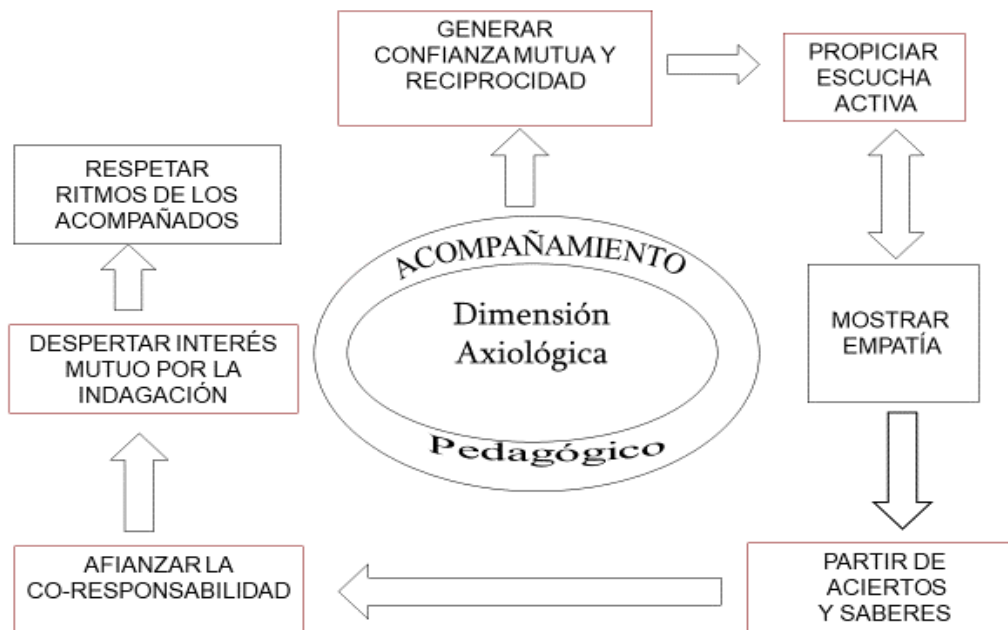 GENERAR
CONFIANZA MUTUA Y
RECIPROCIDAD
PROPICIAR
ESCUCHA
ACTIVA
MOSTRAR
EMPATÍA
PARTIR DE
ACIERTOS
Y SABERES
AFIANZAR LA
CO-RESPONSABILIDAD
DESPERTAR INTERÉS
MUTUO POR LA
INDAGACIÓN
RESPETAR
RITMOS DE LOS
ACOMPAÑADOS
ACOMPAÑAMIENTO
Dimensión
Axiológica
Pedagógico